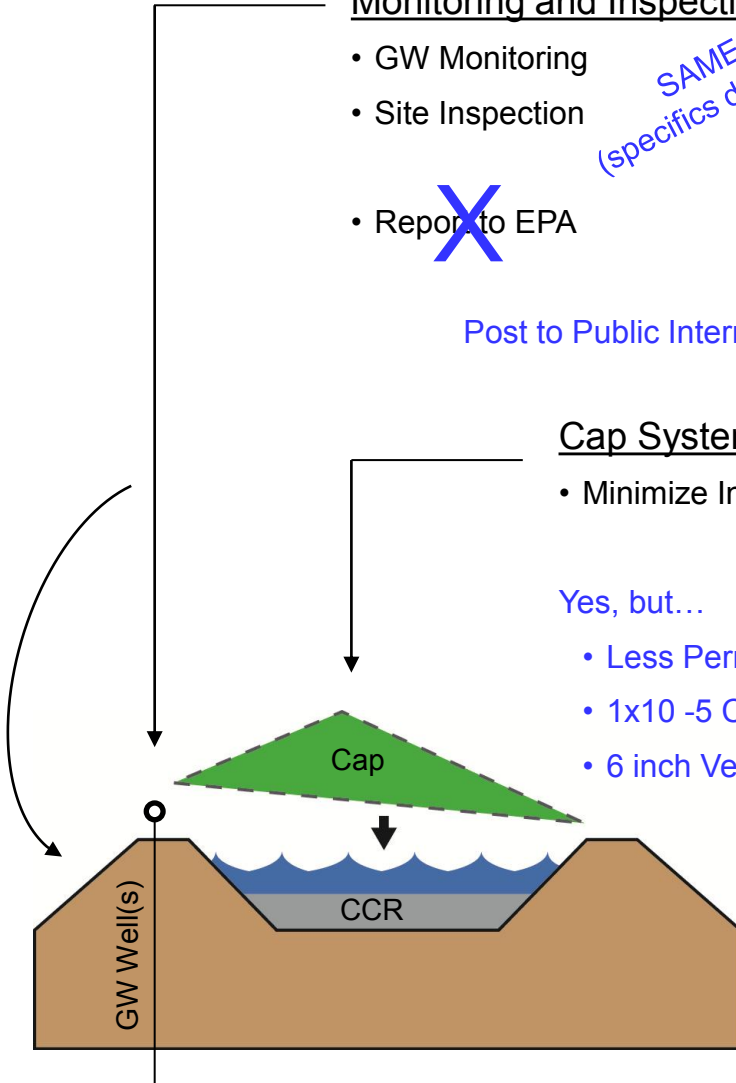 Monitoring and Inspecti
• GW Monitoring
• Site Inspection
SAME
(specifics d
• Report to EPA
X
Post to Public Intern
Cap System
• Minimize In
Yes, but…
• Less Perm
• 1x10 -5 C
• 6 inch Ve
Cap
CCR
GW Well(s)